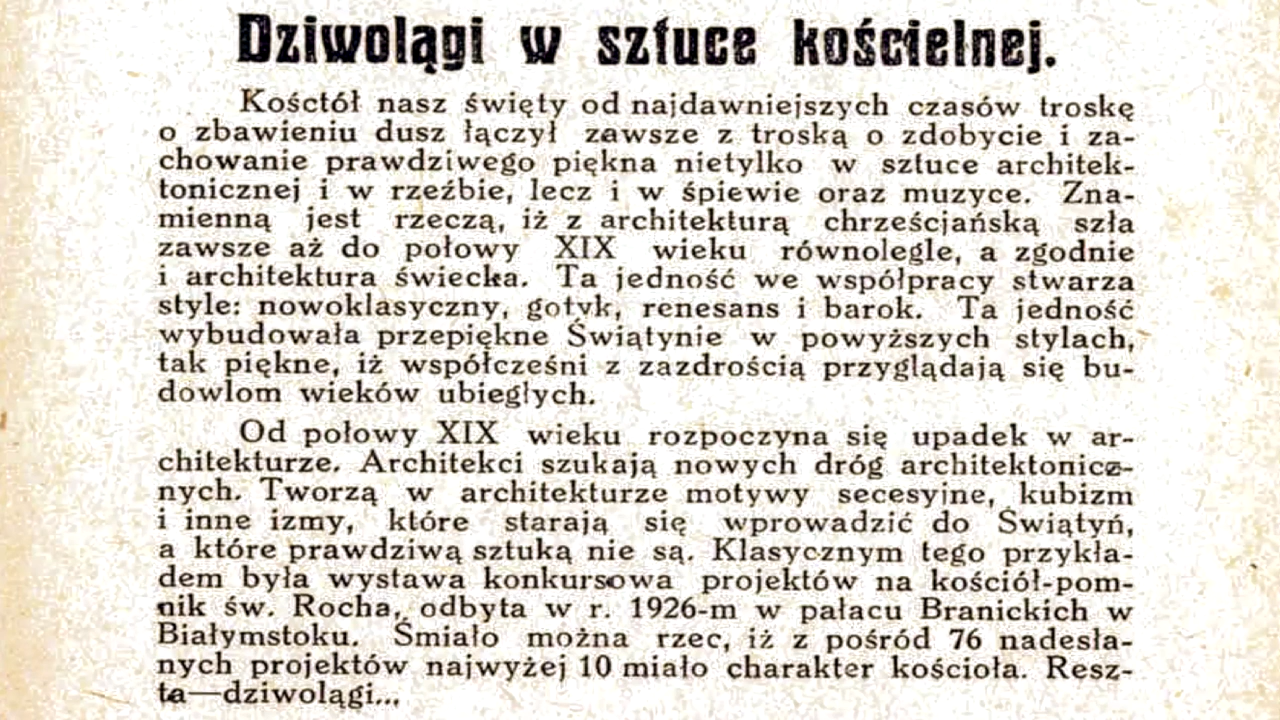 Dziwolągi w sztuce kościelnej.
Kośctół nasz święty od najdawniejszych czasów troskę
o zbawieniu dusz łączył zawsze z troską o zdobycie i za-
chowanie prawdziwego piękna nietylko w sztuce architek-
tonicznej i w rzeźbie, lecz i w śpiewie oraz muzyce. Zna-
mienną jest rzeczą, iż z architekturą chrześcjańską szła
zawsze aż do połowy XIX wieku równolegle, a zgodnie
i architektura świecka. Ta jedność we współpracy stwarza
style: nowoklasyczny, gotyk, renesans i barok. Ta jedność
wybudowała przepiękne Świątynie w powyższych stylach,
tak piękne, iż współcześni z zazdrością przyglądają się bu-
dowlom wieków ubiegłych.
Od połowy XIX wieku rozpoczyna się upadek w ar-
chitekturze. Architekci szukają nowych dróg architektonicz-
nych. Tworzą w architekturze motywy secesyjne, kubizm
i inne izmy, które starają się wprowadzić do Świątyń,
a które prawdziwą sztuką nie są. Klasycznym tego przykła-
dem była wystawa konkursowa projektów na kościół-pom-
nik św. Rocha, odbyta w r. 1926-m w pałacu Branickich w
Białymstoku. Śmiało można rzec, iż z pośród 76 nadesła-
nych projektów najwyżej 10 miało charakter kościoła. Resz-
ta—dziwolągi...